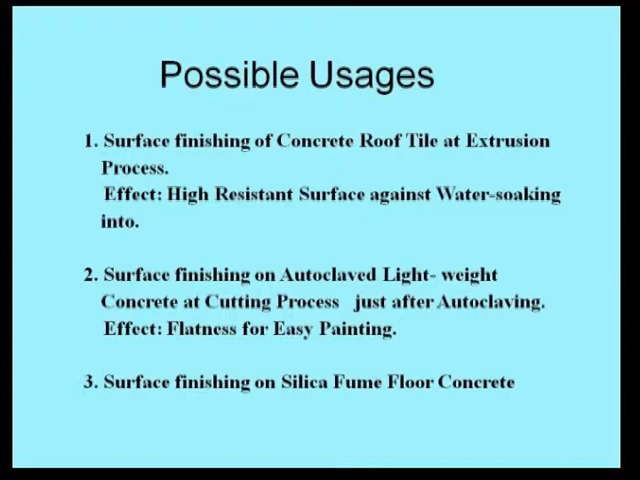 Possible Usages
1. Surface finishing of Concrete Roof Tile at Extrusion
Process.
Effect: High Resistant Surface against Water-soaking
into.
2. Surface finishing on Autoclaved Light- weight
Concrete at Cutting Process just after Autoclaving.
Effect: Flatness for Easy Painting.
3. Surface finishing on Silica Fume Floor Concrete